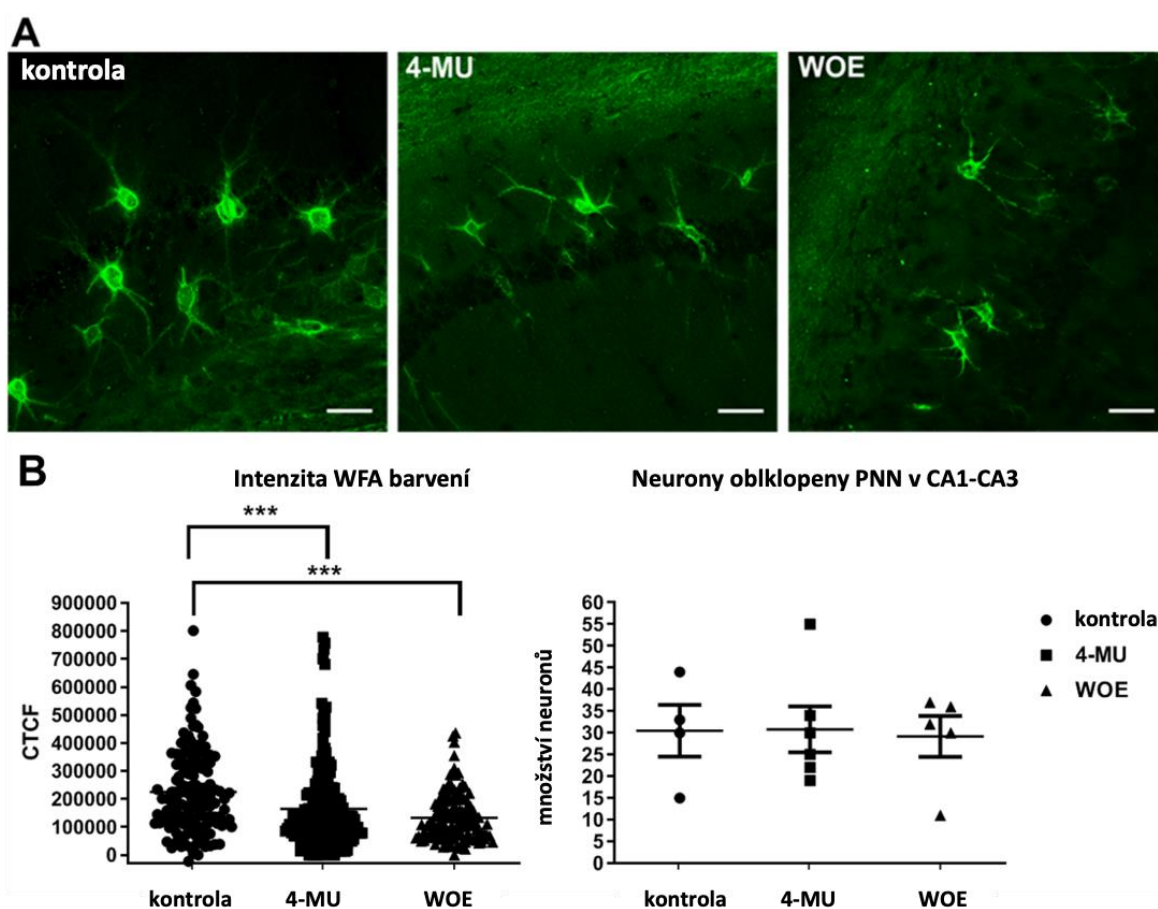 A
kontrola
4-MU
WOE
B
Intenzita WFA barvení
Neurony oblklopeny PNN v CA1-CA3
***
***
CTCF
900000
800000
700000
600000
500000
400000
300000
200000
100000
0
kontrola
4-MU
WOE
množství neuronů
60
55
50
45
40
35
30
25
20
15
10
5
0
kontrola
4-MU
WOE
kontrola
4-MU
WOE